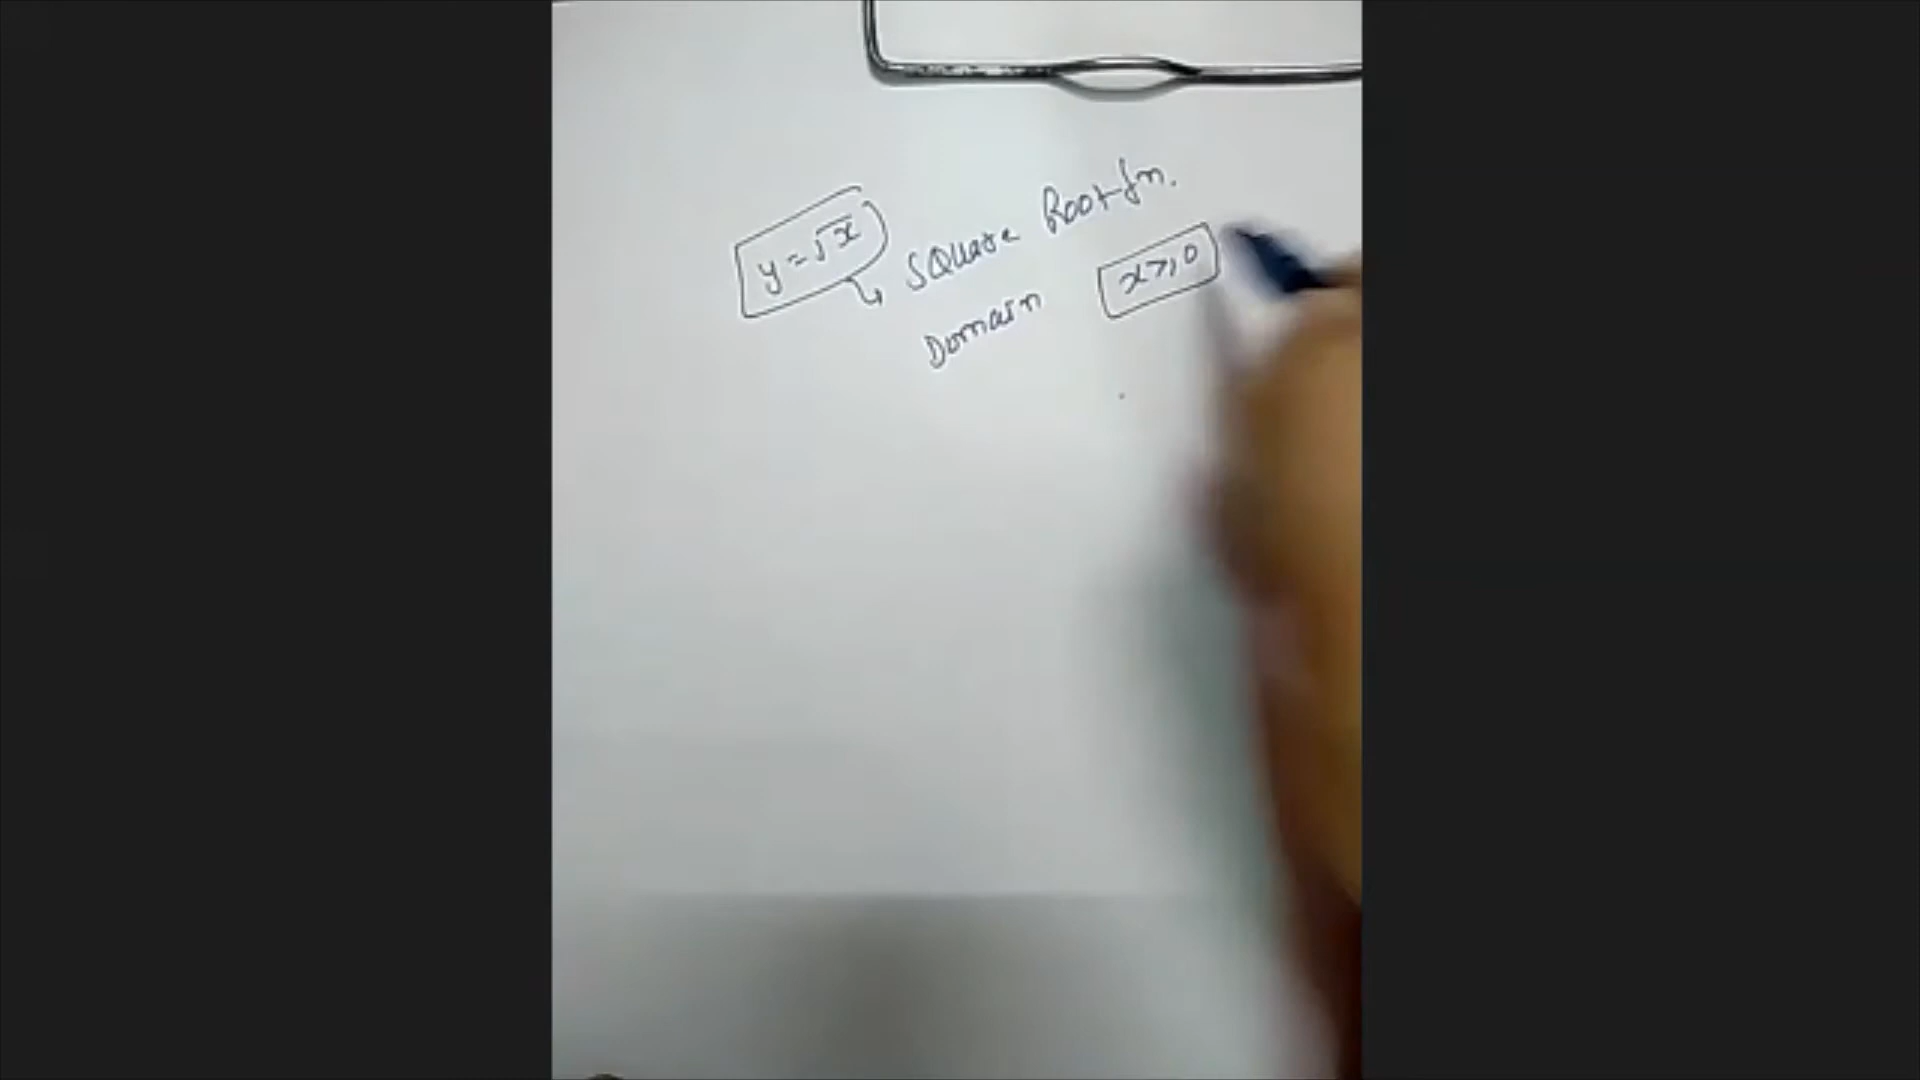 y = √x
Square Root fn.
Domain x ≥ 0